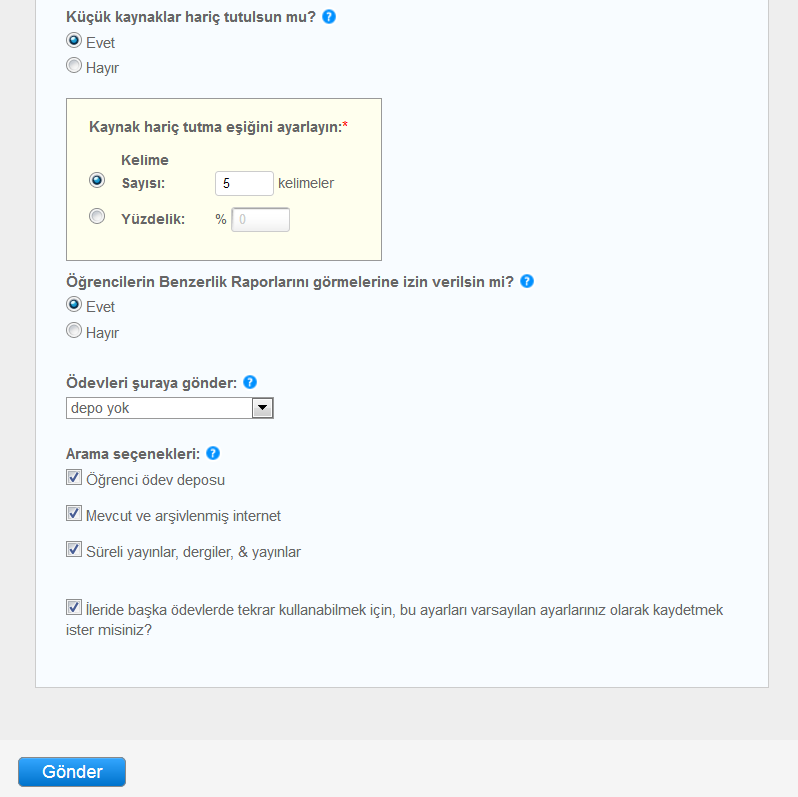 Küçük kaynaklar hariç tutulsun mu? ?
Evet
Hayır
Kaynak hariç tutma eşiğini ayarlayın:*
Kelime
Sayısı: 5 kelimeler
Yüzdelik: % 0
Öğrencilerin Benzerlik Raporlarını görmelerine izin verilsin mi? ?
Evet
Hayır
Ödevleri şuraya gönder: ?
depo yok
Arama seçenekleri: ?
Öğrenci ödev deposu
Mevcut ve arşivlenmiş internet
Süreli yayınlar, dergiler, & yayınlar
İleride başka ödevlerde tekrar kullanabilmek için, bu ayarları varsayılan ayarlarınız olarak kaydetmek
ister misiniz?
Gönder